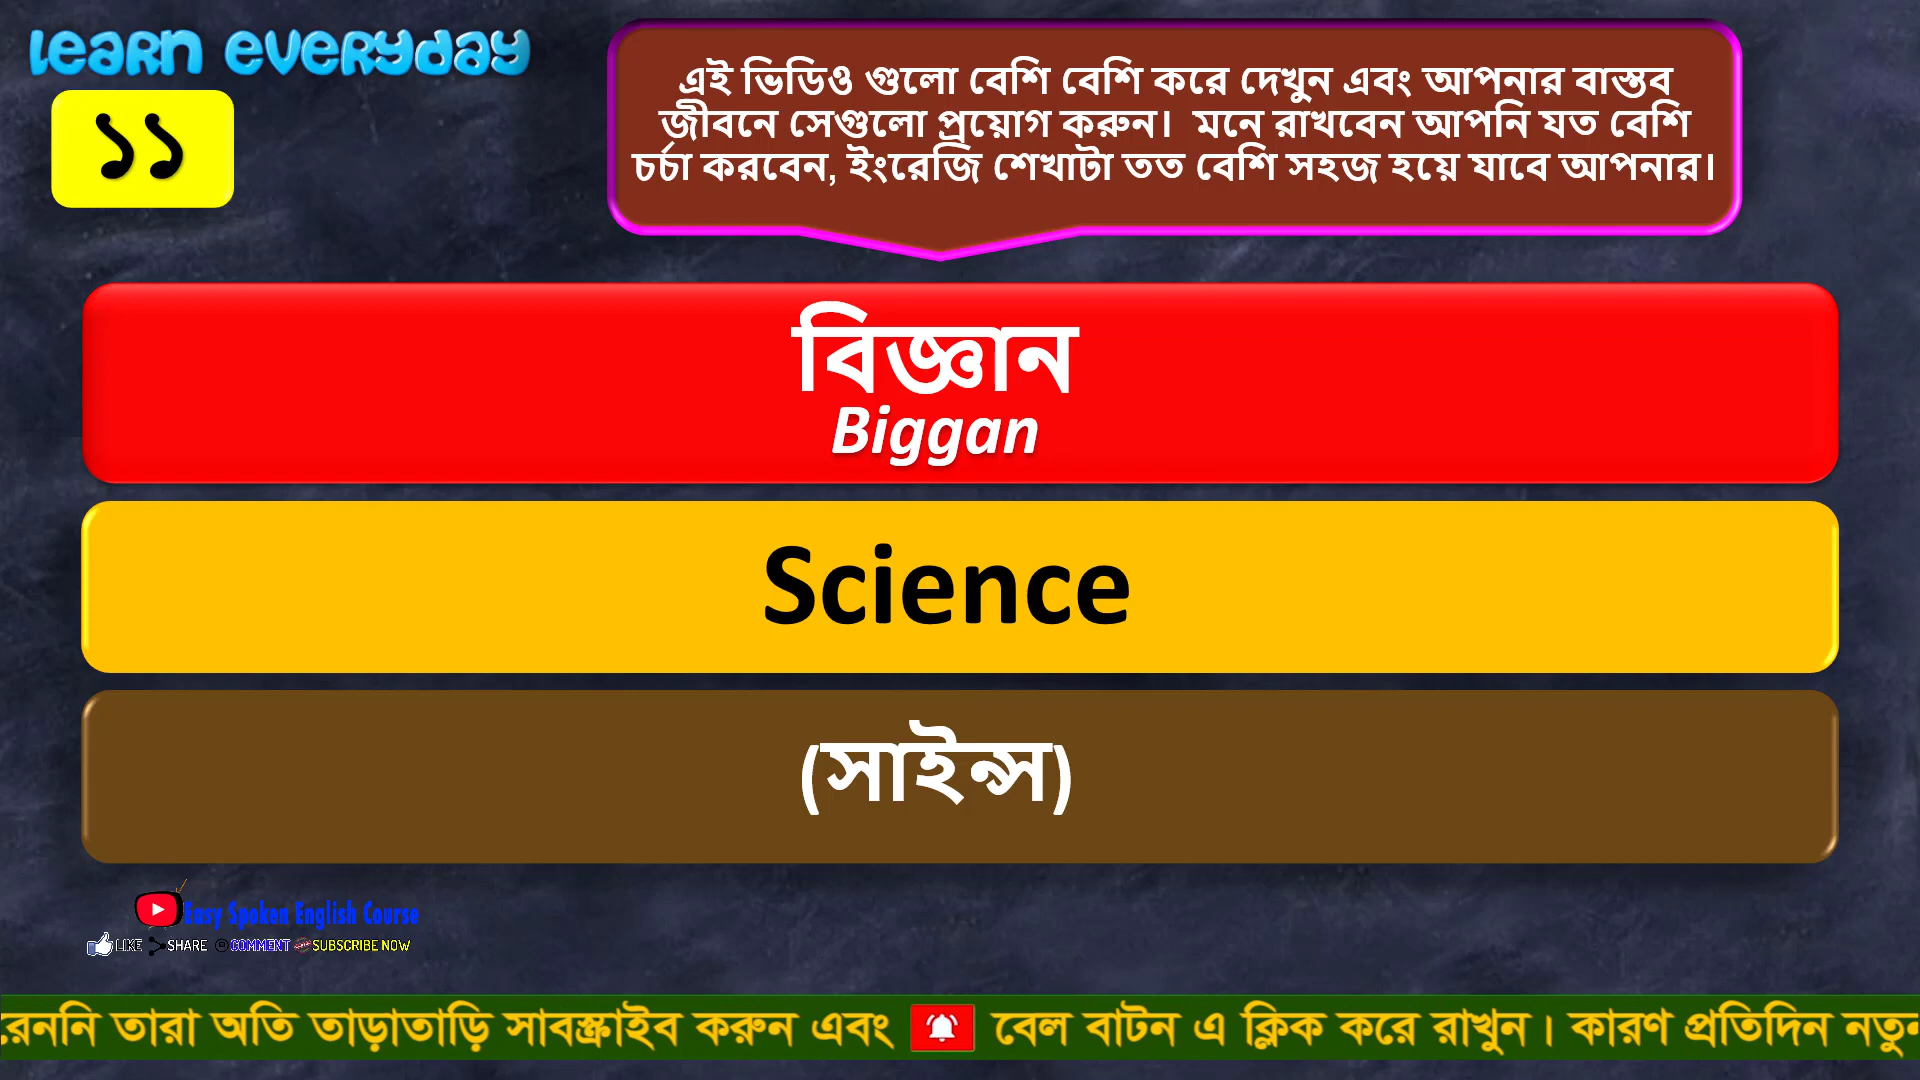 Learn Everyday
১১
এই ভিডিও গুলো বেশি বেশি করে দেখুন এবং আপনার বাস্তব
জীবনে সেগুলো প্রয়োগ করুন। মনে রাখবেন আপনি যত বেশি
চর্চা করবেন, ইংরেজি শেখাটা তত বেশি সহজ হয়ে যাবে আপনার।
বিজ্ঞান
Biggan
Science
(সাইন্স)
Easy Spoken English Course
LIKE SHARE COMMENT SUBSCRIBE NOW
রেননি তারা অতি তাড়াতাড়ি সাবস্ক্রাইব করুন এবং বেল বাটন এ ক্লিক করে রাখুন। কারণ প্রতিদিন নতুন